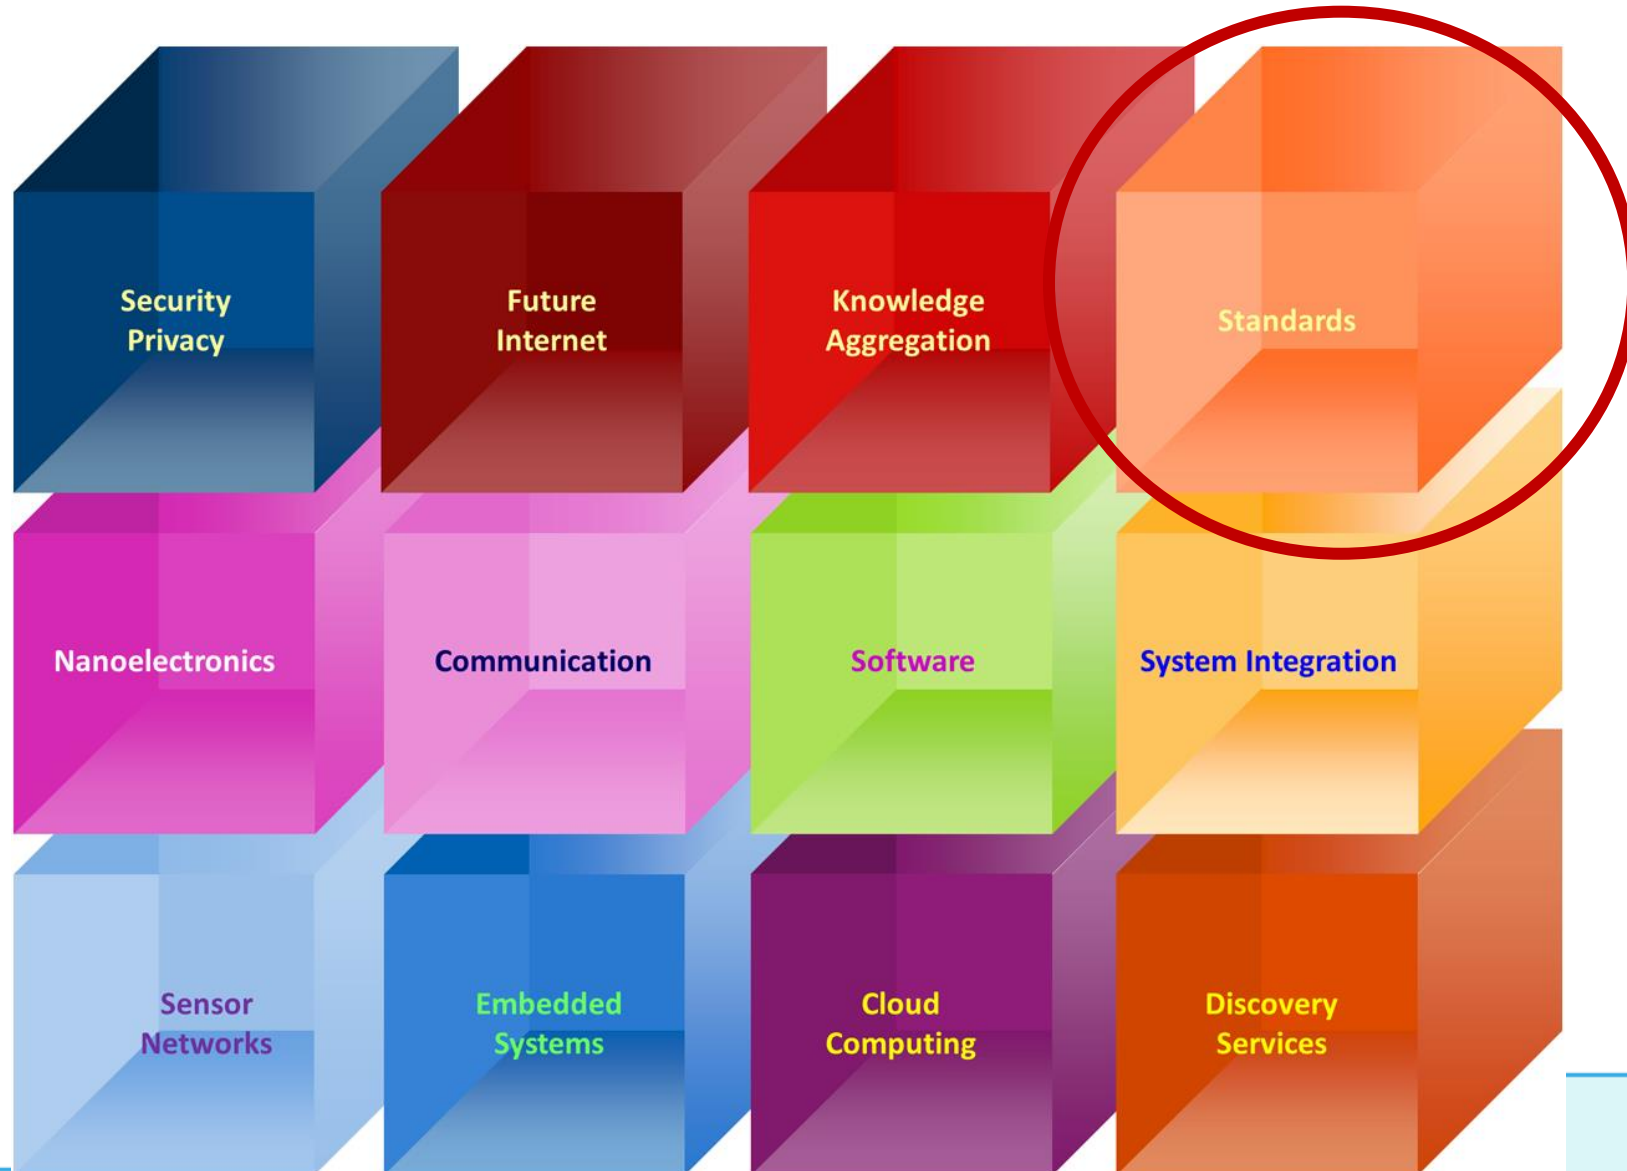 Security
Privacy
Future
Internet
Knowledge
Aggregation
Standards
Nanoelectronics
Communication
Software
System Integration
Sensor
Networks
Embedded
Systems
Cloud
Computing
Discovery
Services